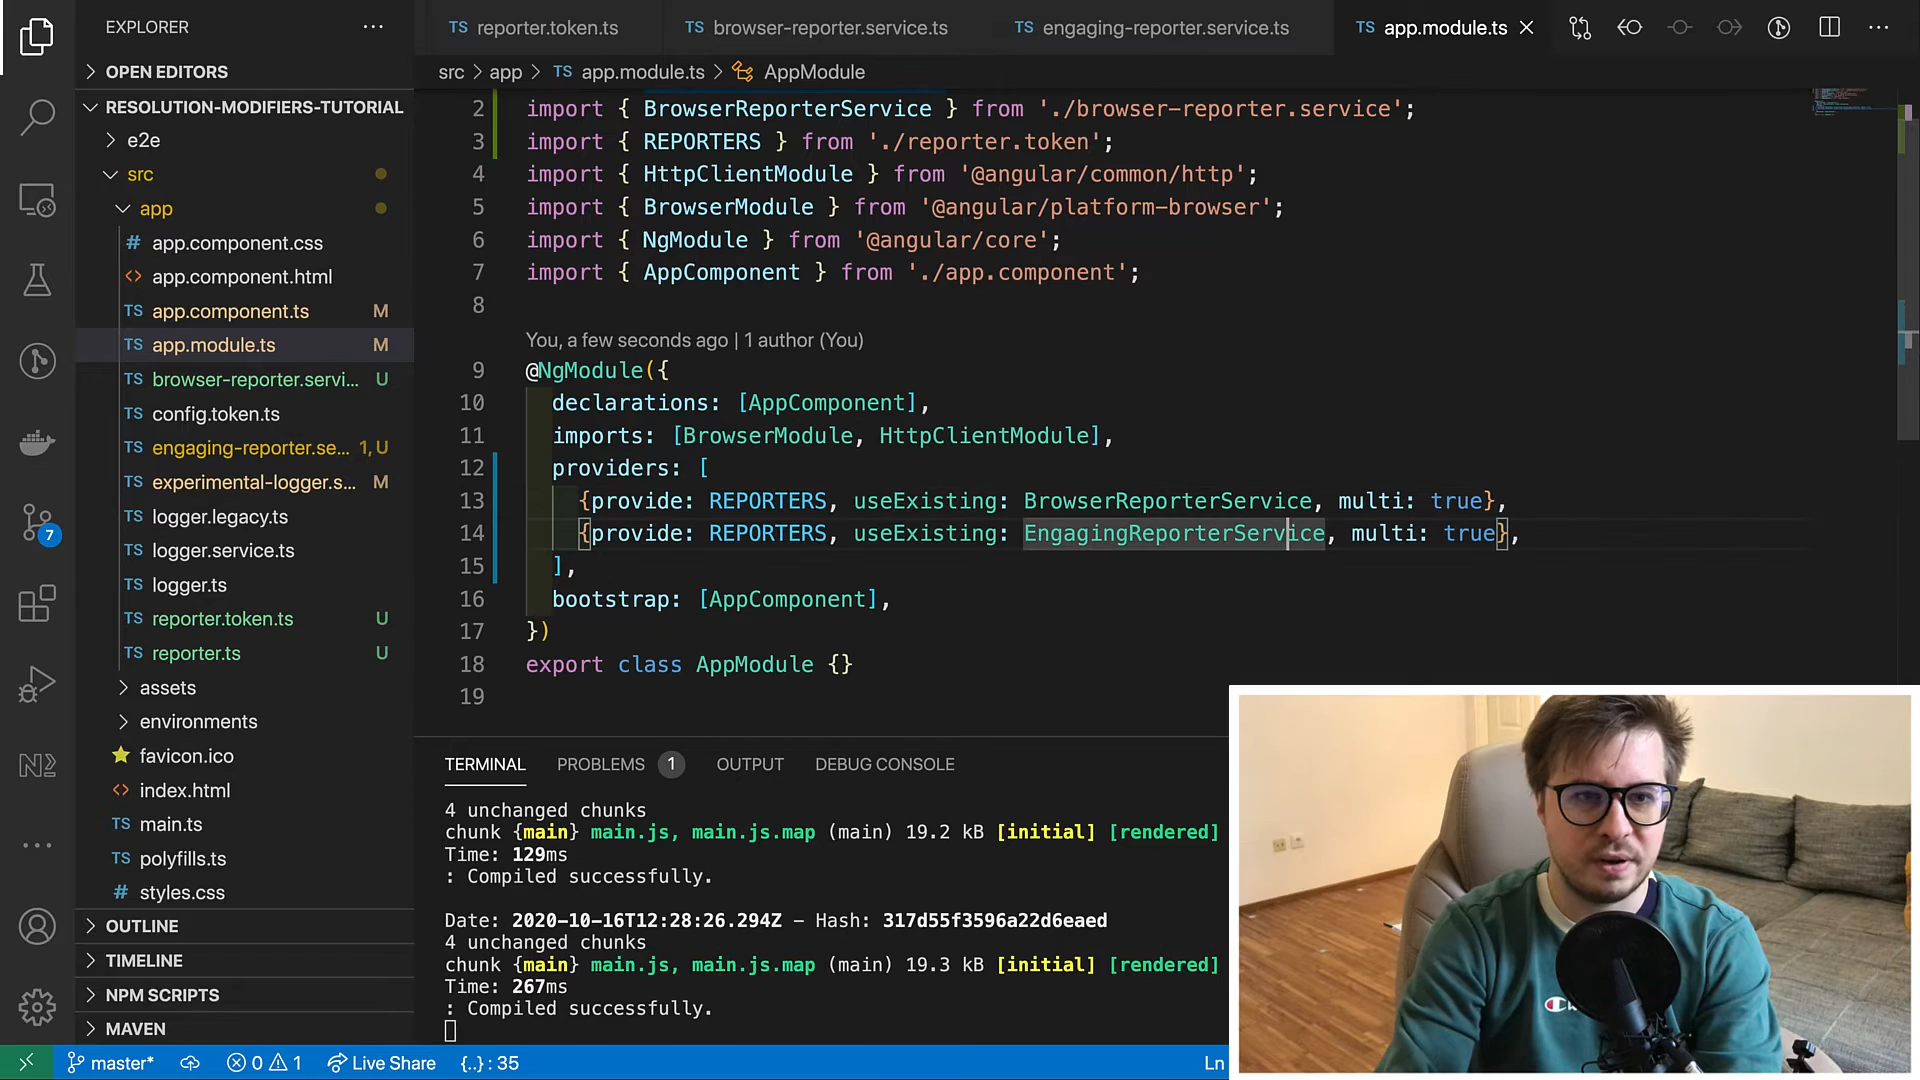 EXPLORER
OPEN EDITORS
RESOLUTION-MODIFIERS-TUTORIAL
e2e
src
app
app.component.css
app.component.html
app.component.ts M
app.module.ts M
browser-reporter.servi... U
config.token.ts
engaging-reporter.se... 1, U
experimental-logger.s... M
logger.legacy.ts
logger.service.ts
logger.ts
reporter.token.ts U
reporter.ts U
assets
environments
favicon.ico
index.html
main.ts
polyfills.ts
styles.css
OUTLINE
TIMELINE
NPM SCRIPTS
MAVEN
7
TS reporter.token.ts TS browser-reporter.service.ts TS engaging-reporter.service.ts TS app.module.ts
src > app > TS app.module.ts > AppModule
2 import { BrowserReporterService } from './browser-reporter.service';
3 import { REPORTERS } from './reporter.token';
4 import { HttpClientModule } from '@angular/common/http';
5 import { BrowserModule } from '@angular/platform-browser';
6 import { NgModule } from '@angular/core';
7 import { AppComponent } from './app.component';
8
You, a few seconds ago | 1 author (You)
9 @NgModule({
10 declarations: [AppComponent],
11 imports: [BrowserModule, HttpClientModule],
12 providers: [
13 {provide: REPORTERS, useExisting: BrowserReporterService, multi: true},
14 {provide: REPORTERS, useExisting: EngagingReporterService, multi: true},
15 ],
16 bootstrap: [AppComponent],
17 })
18 export class AppModule {}
19
TERMINAL PROBLEMS 1 OUTPUT DEBUG CONSOLE
4 unchanged chunks
chunk {main} main.js, main.js.map (main) 19.2 kB [initial] [rendered]
Time: 129ms
: Compiled successfully.
Date: 2020-10-16T12:28:26.294Z - Hash: 317d55f3596a22d6eaed
4 unchanged chunks
chunk {main} main.js, main.js.map (main) 19.3 kB [initial] [rendered]
Time: 267ms
: Compiled successfully.
master* 0 1 Live Share {..} : 35 Ln